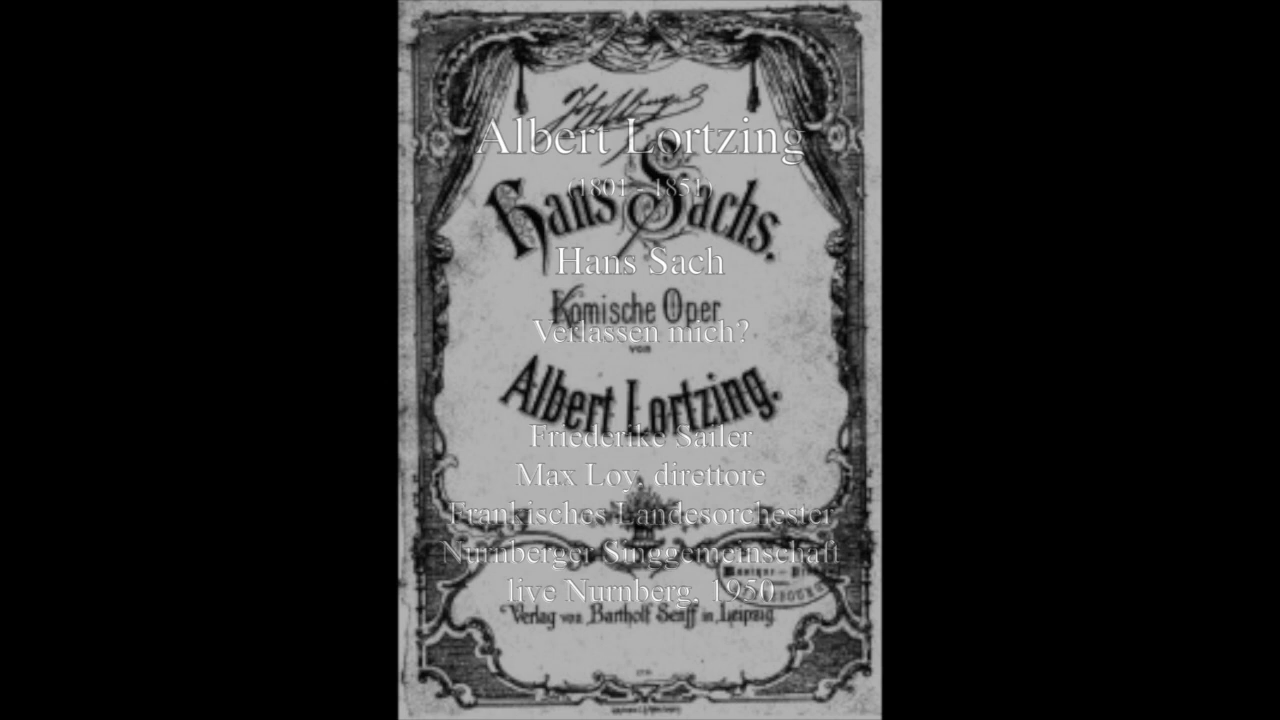 Albert Lortzing
(1801 - 1851)
Hans Sachs.
Hans Sach
Komische Oper
Verlassen mich?
von
Albert Lortzing.
Friederike Sailer
Max Loy, direttore
Frankisches Landesorchester
Nurnberger Singgemeinschaft
live Nurnberg, 1950
Verlag von Bartholf Senff in Leipzig